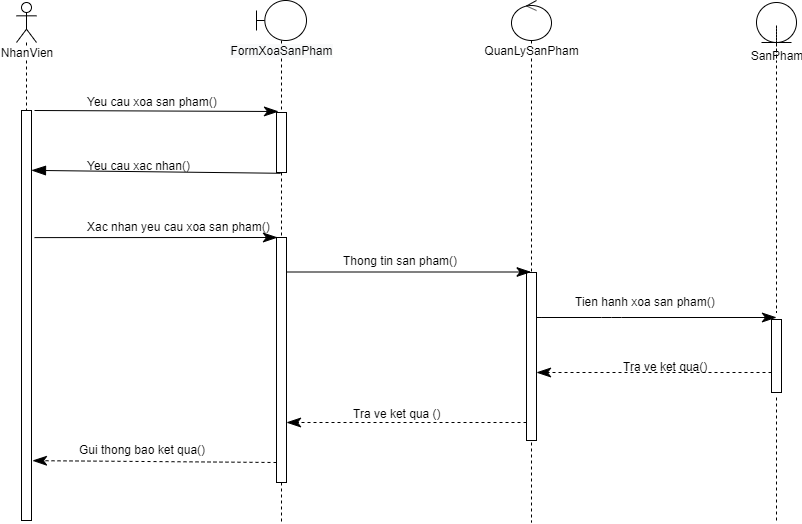 NhanVien
FormXoaSanPham
QuanLySanPham
SanPham
Yeu cau xoa san pham()
Yeu cau xac nhan()
Xac nhan yeu cau xoa san pham()
Thong tin san pham()
Tien hanh xoa san pham()
Tra ve ket qua()
Tra ve ket qua ()
Gui thong bao ket qua()